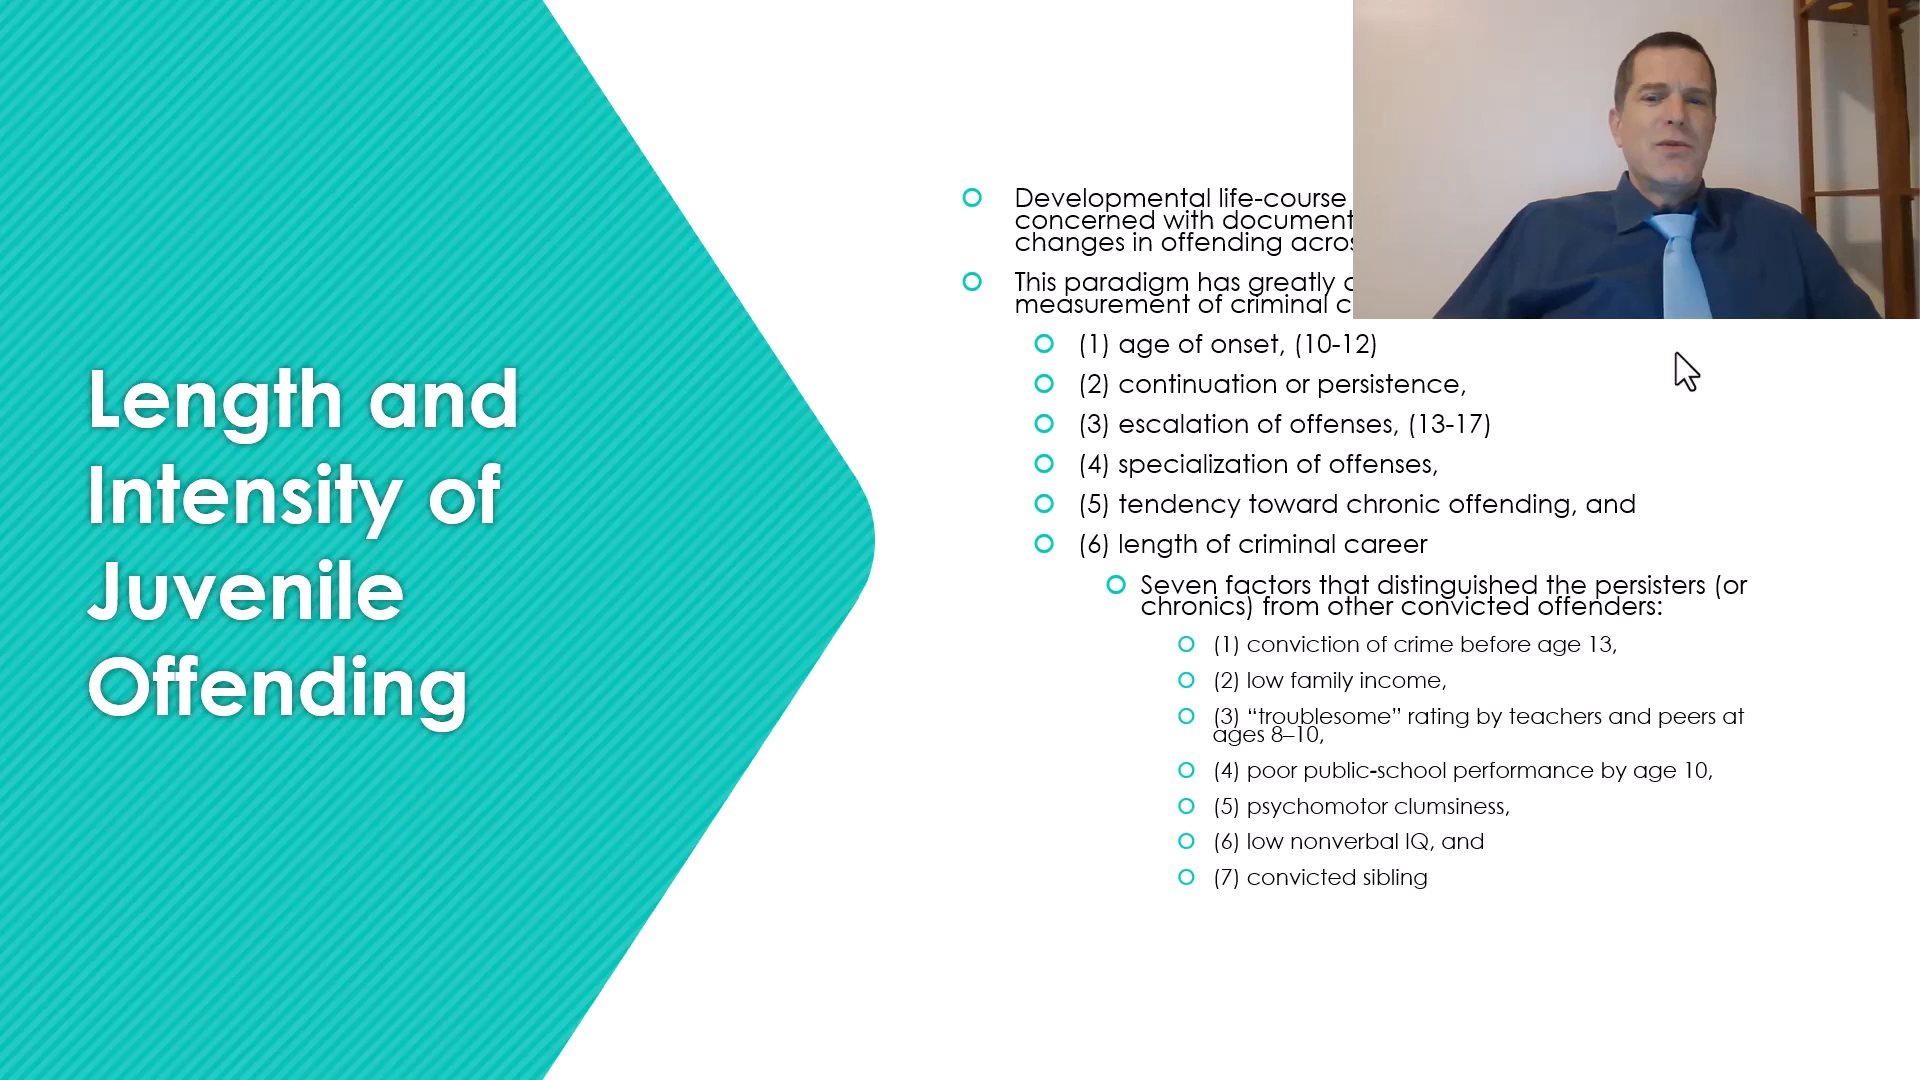 Length and
Intensity of
Juvenile
Offending
Developmental life-course
concerned with
changes in offending
This paradigm has greatly
measurement of criminal
(1) age of onset, (10-12)
(2) continuation or persistence,
(3) escalation of offenses, (13-17)
(4) specialization of offenses,
(5) tendency toward chronic offending, and
(6) length of criminal career
Seven factors that distinguished the persisters (or
chronics) from other convicted offenders:
(1) conviction of crime before age 13,
(2) low family income,
(3) “troublesome” rating by teachers and peers at
ages 8–10,
(4) poor public-school performance by age 10,
(5) psychomotor clumsiness,
(6) low nonverbal IQ, and
(7) convicted sibling